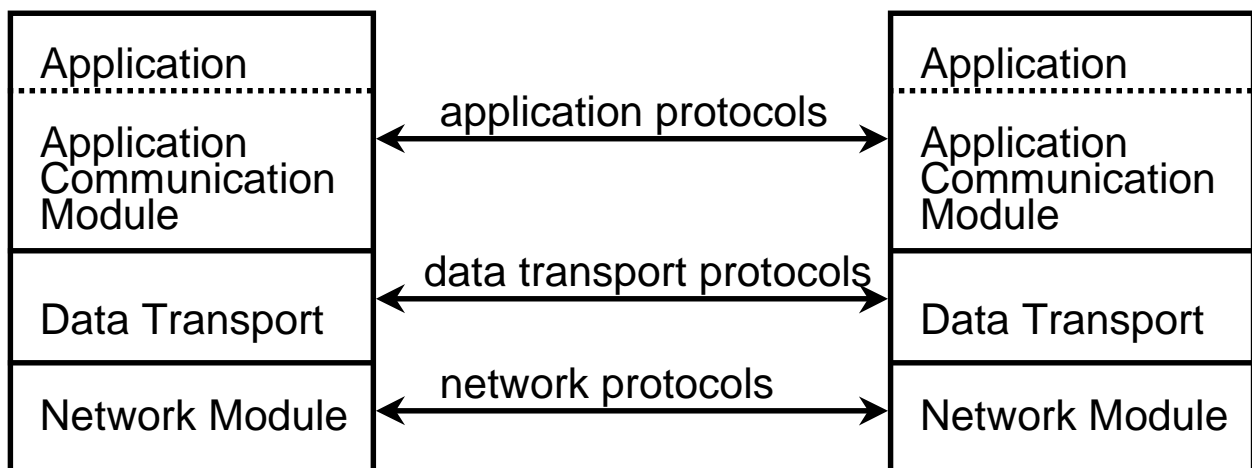 Application
Application
Communication
Module
Data Transport
Network Module
application protocols
data transport protocols
network protocols
Application
Application
Communication
Module
Data Transport
Network Module